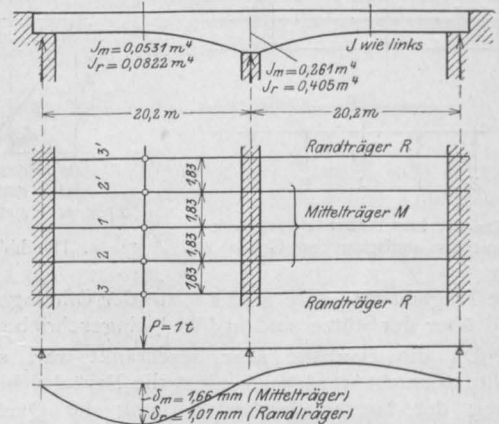 J_m=0,0531 m⁴
J_r=0,0822 m⁴
J wie links
J_m=0,261 m⁴
J_r=0,405 m⁴
20,2 m
20,2 m
3'
Randträger R
2'
1,83
1,83
1
Mittelträger M
1,83
2
1,83
3
Randträger R
P=1t
δ_m=1,66 mm (Mittelträger)
δ_r=1,07 mm (Randträger)